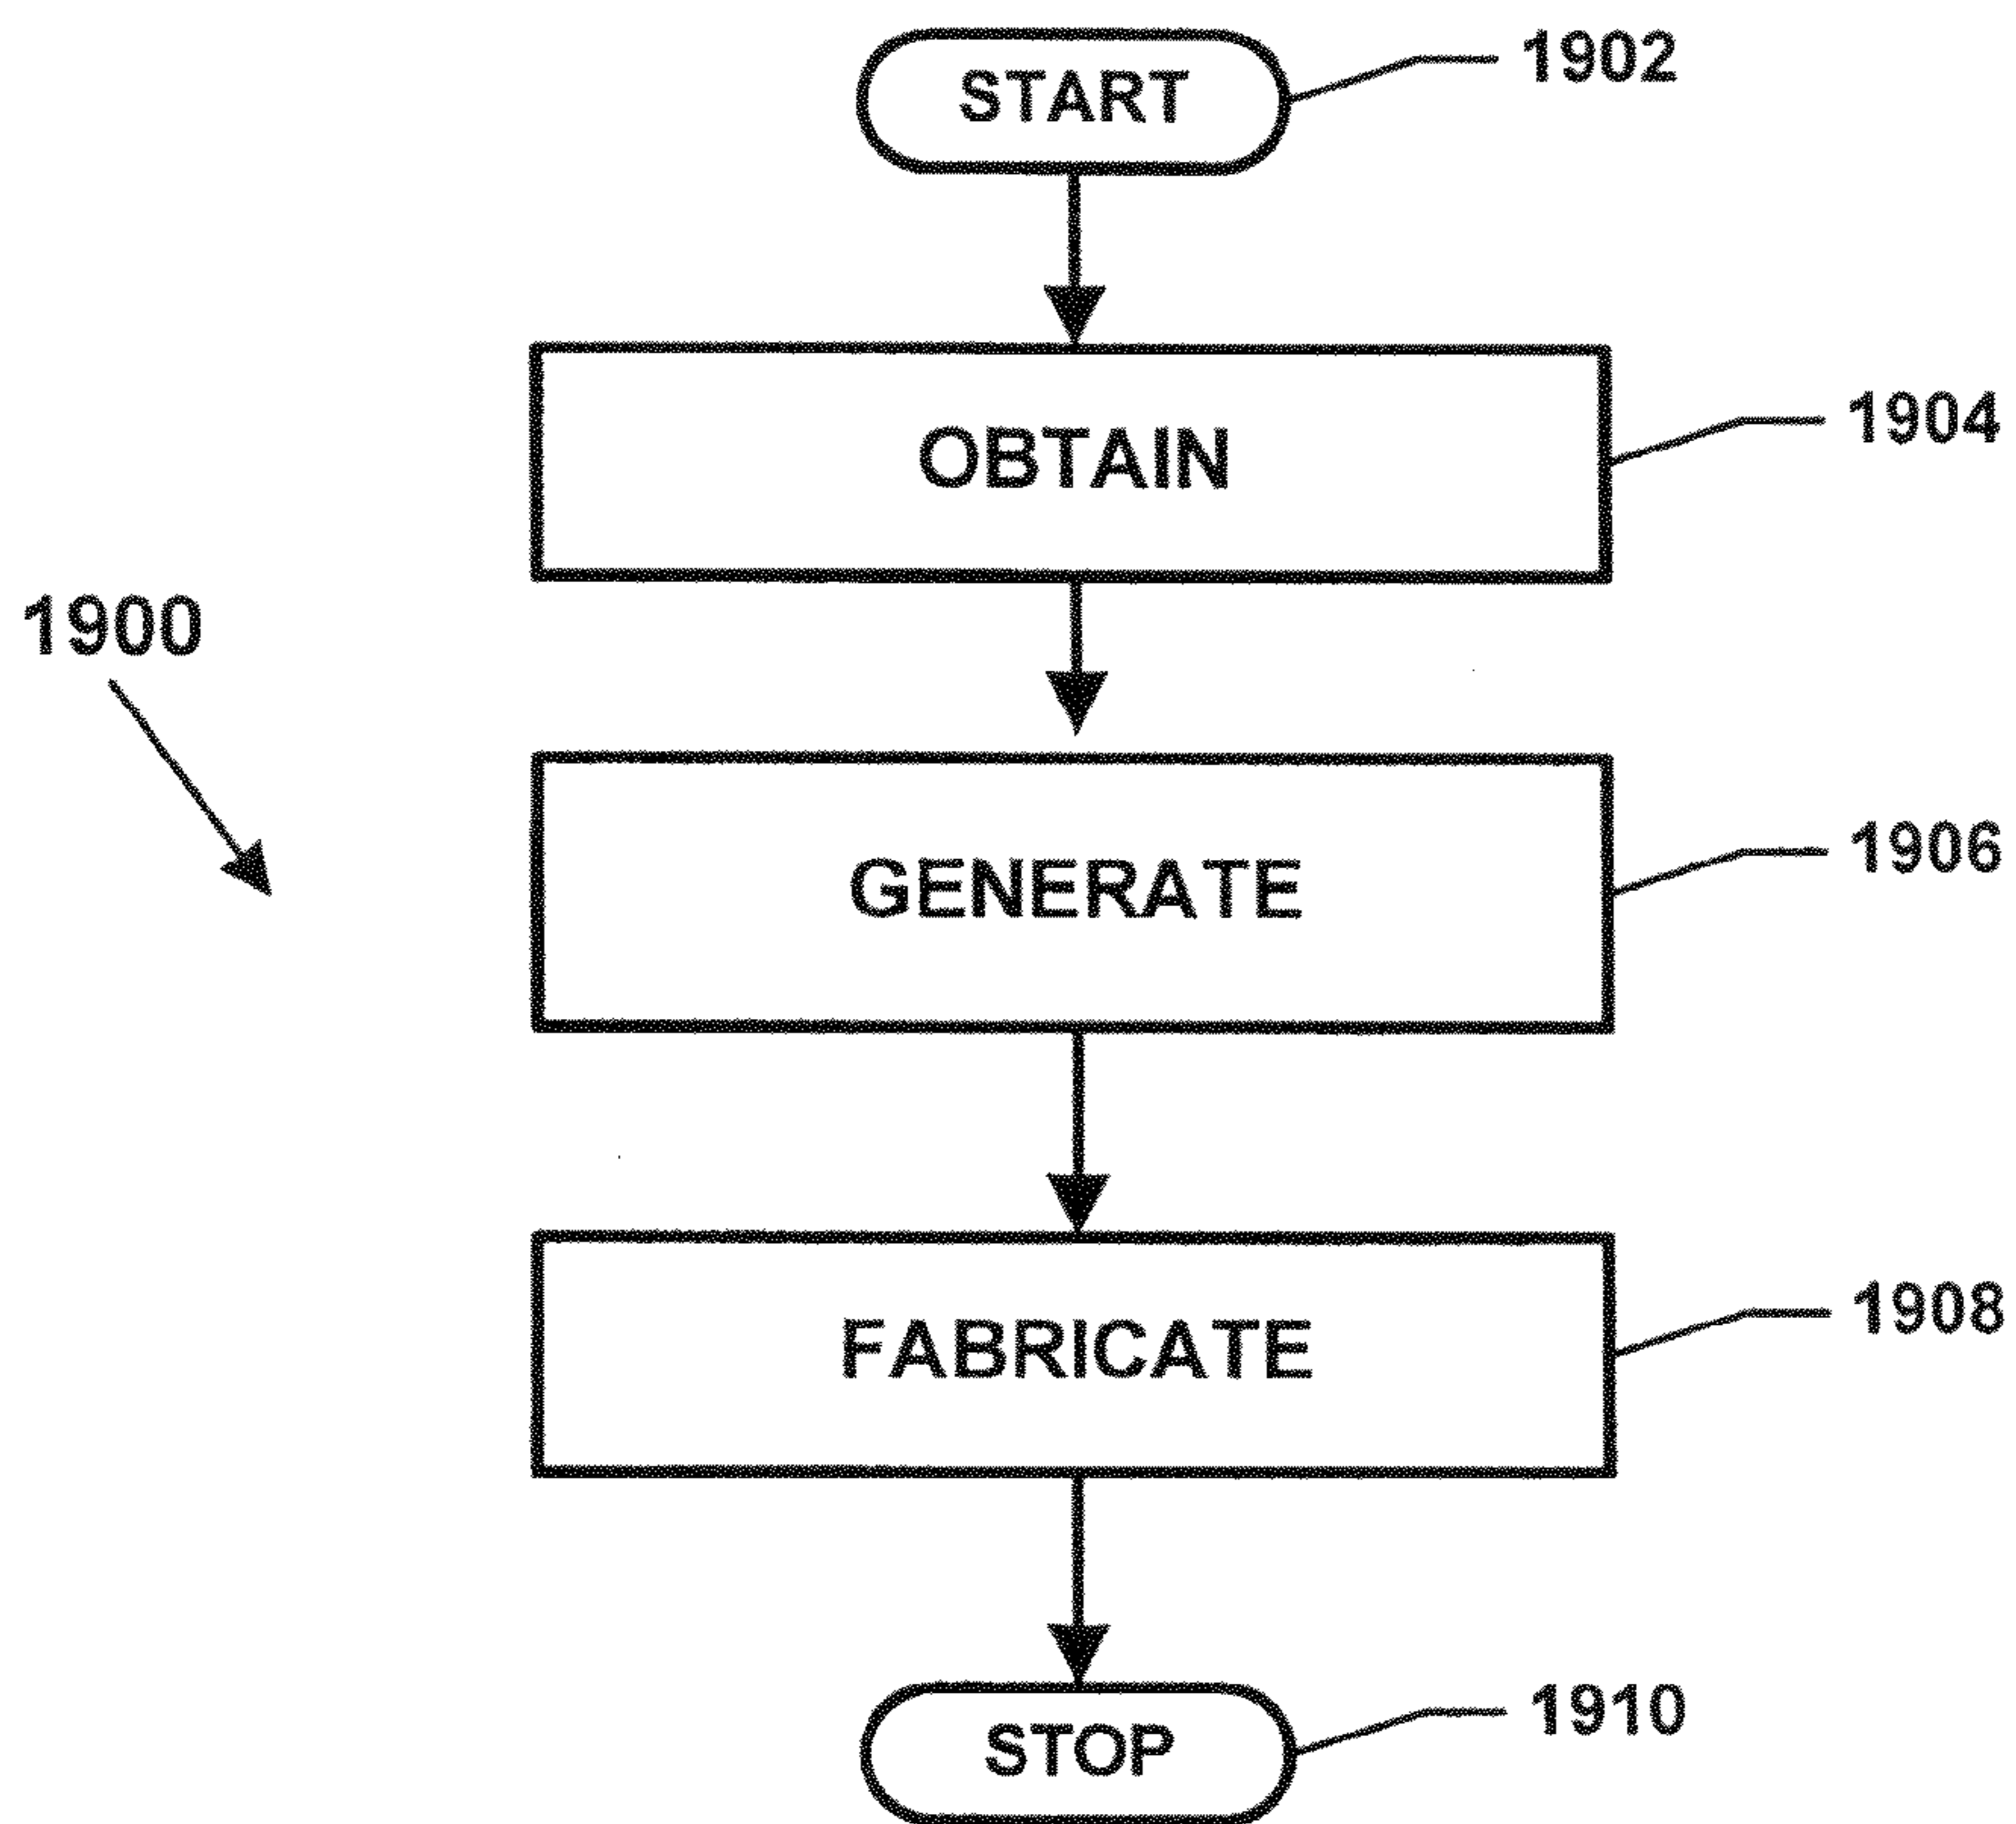 START
1902
OBTAIN
1904
1900
GENERATE
1906
FABRICATE
1908
STOP
1910